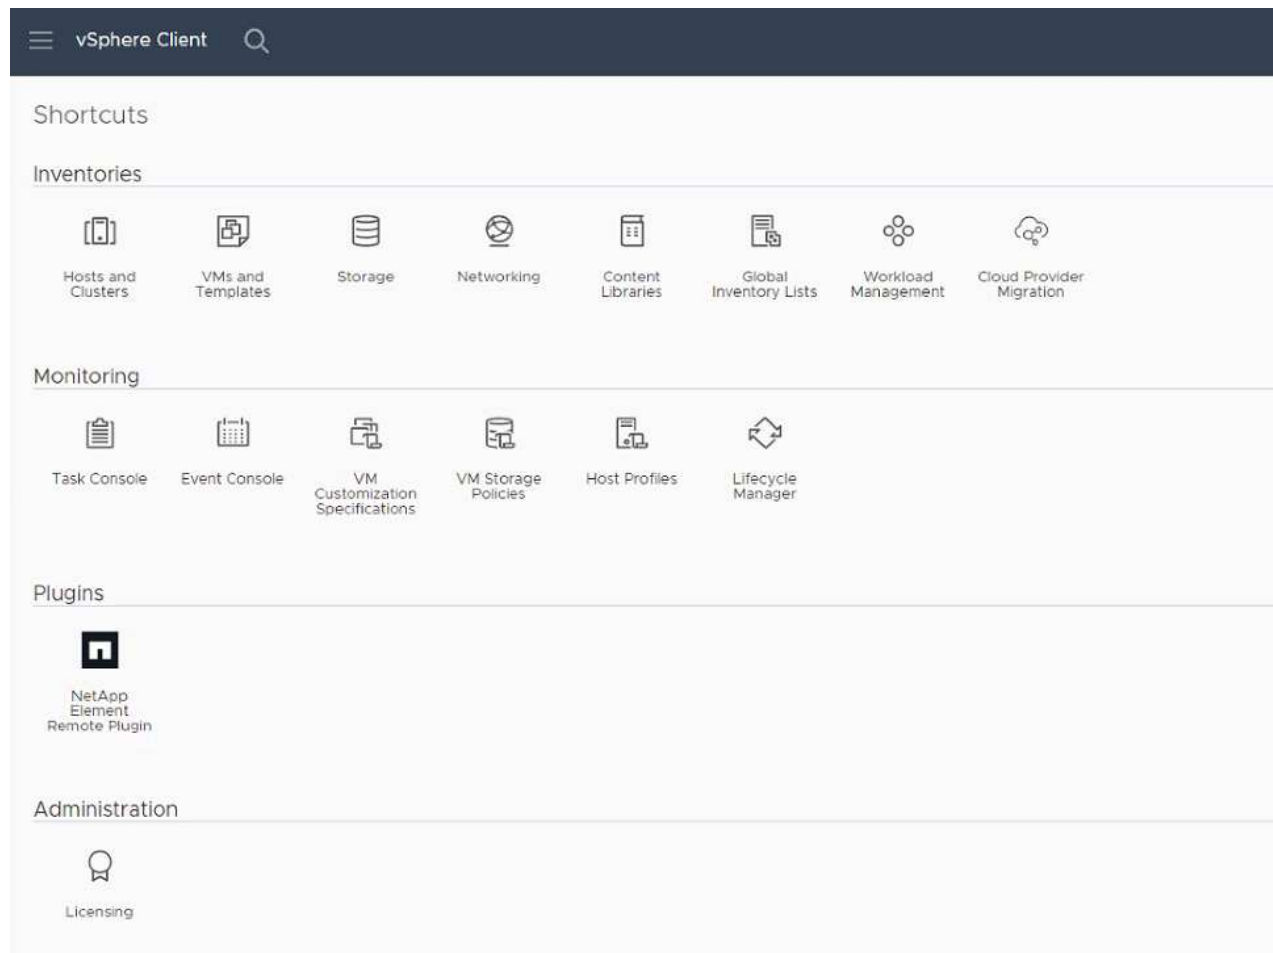 vSphere Client
Shortcuts
Inventories
Hosts and
Clusters
VMs and
Templates
Storage
Networking
Content
Libraries
Global
Inventory Lists
Workload
Management
Cloud Provider
Migration
Monitoring
Task Console
Event Console
VM
Customization
Specifications
VM Storage
Policies
Host Profiles
Lifecycle
Manager
Plugins
NetApp
Element
Remote Plugin
Administration
Licensing